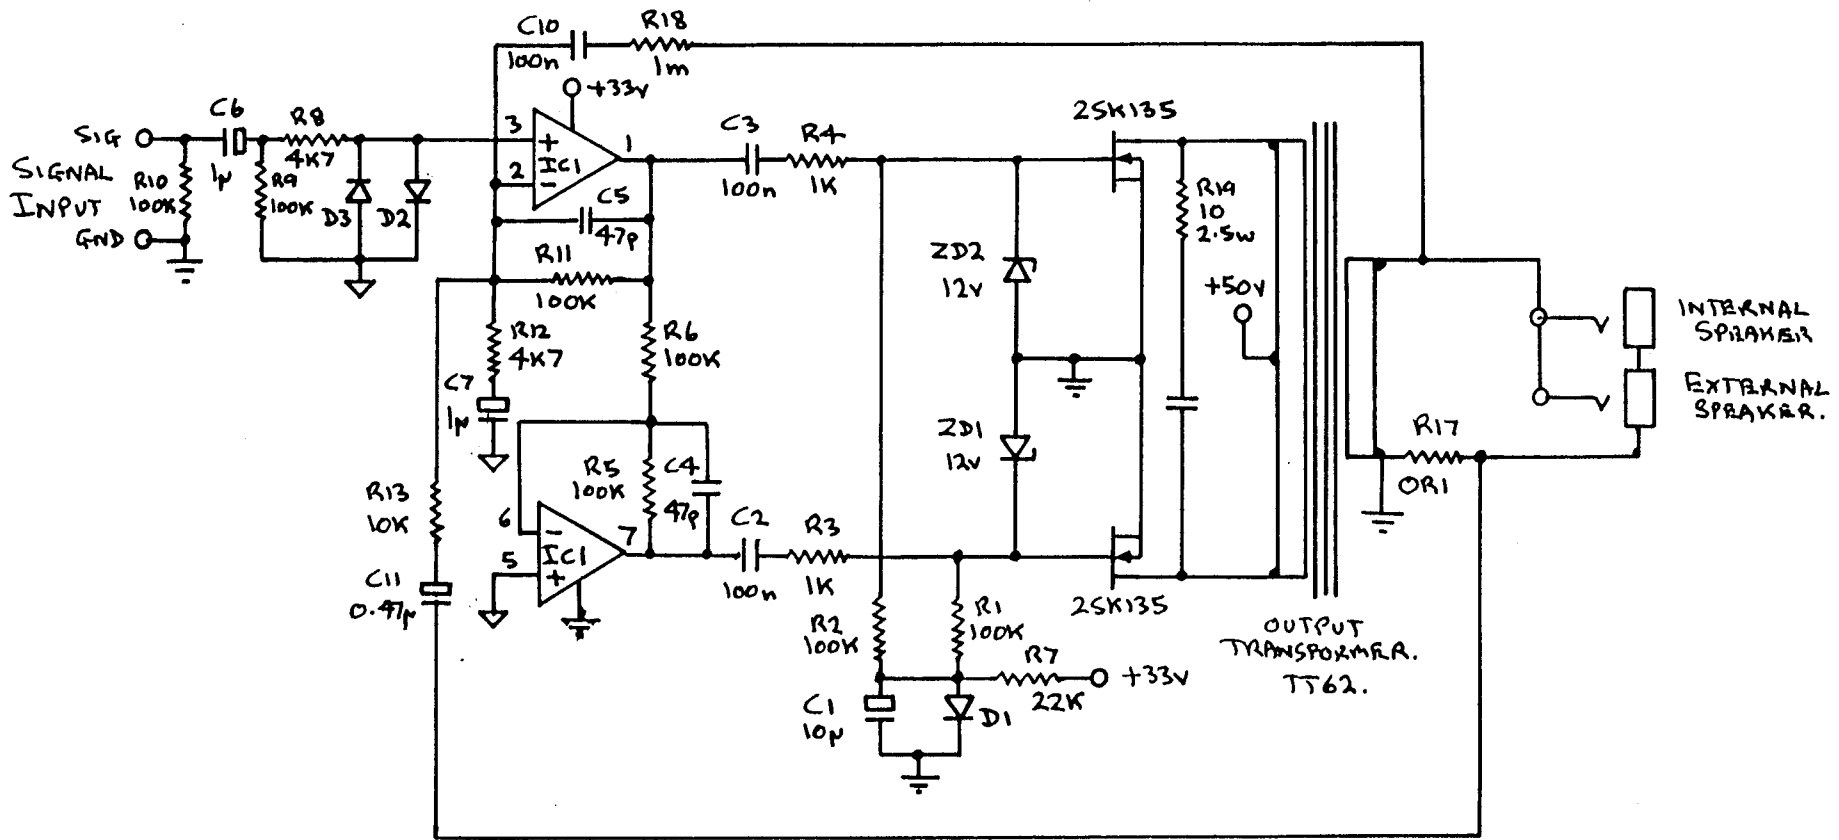 C10
100n
R18
1m
+33v
SIG
SIGNAL
INPUT
GND
R10
100K
C6
1µ
R8
4K7
R9
100K
D3
D2
3
+
IC1
2
-
1
C5
47p
R11
100K
C3
100n
R4
1K
2SK135
R19
10
2.5W
ZD2
12v
+50v
INTERNAL
SPEAKER
EXTERNAL
SPEAKER.
R12
4K7
C7
1µ
R6
100K
ZD1
12v
R17
0R1
R13
10K
R5
100K
C4
47p
6
-
IC1
5
+
7
C2
100n
R3
1K
2SK135
C11
0.47µ
R2
100K
R1
100K
R7
22K
+33v
OUTPUT
TRANSFORMER.
TT62.
C1
10µ
D1